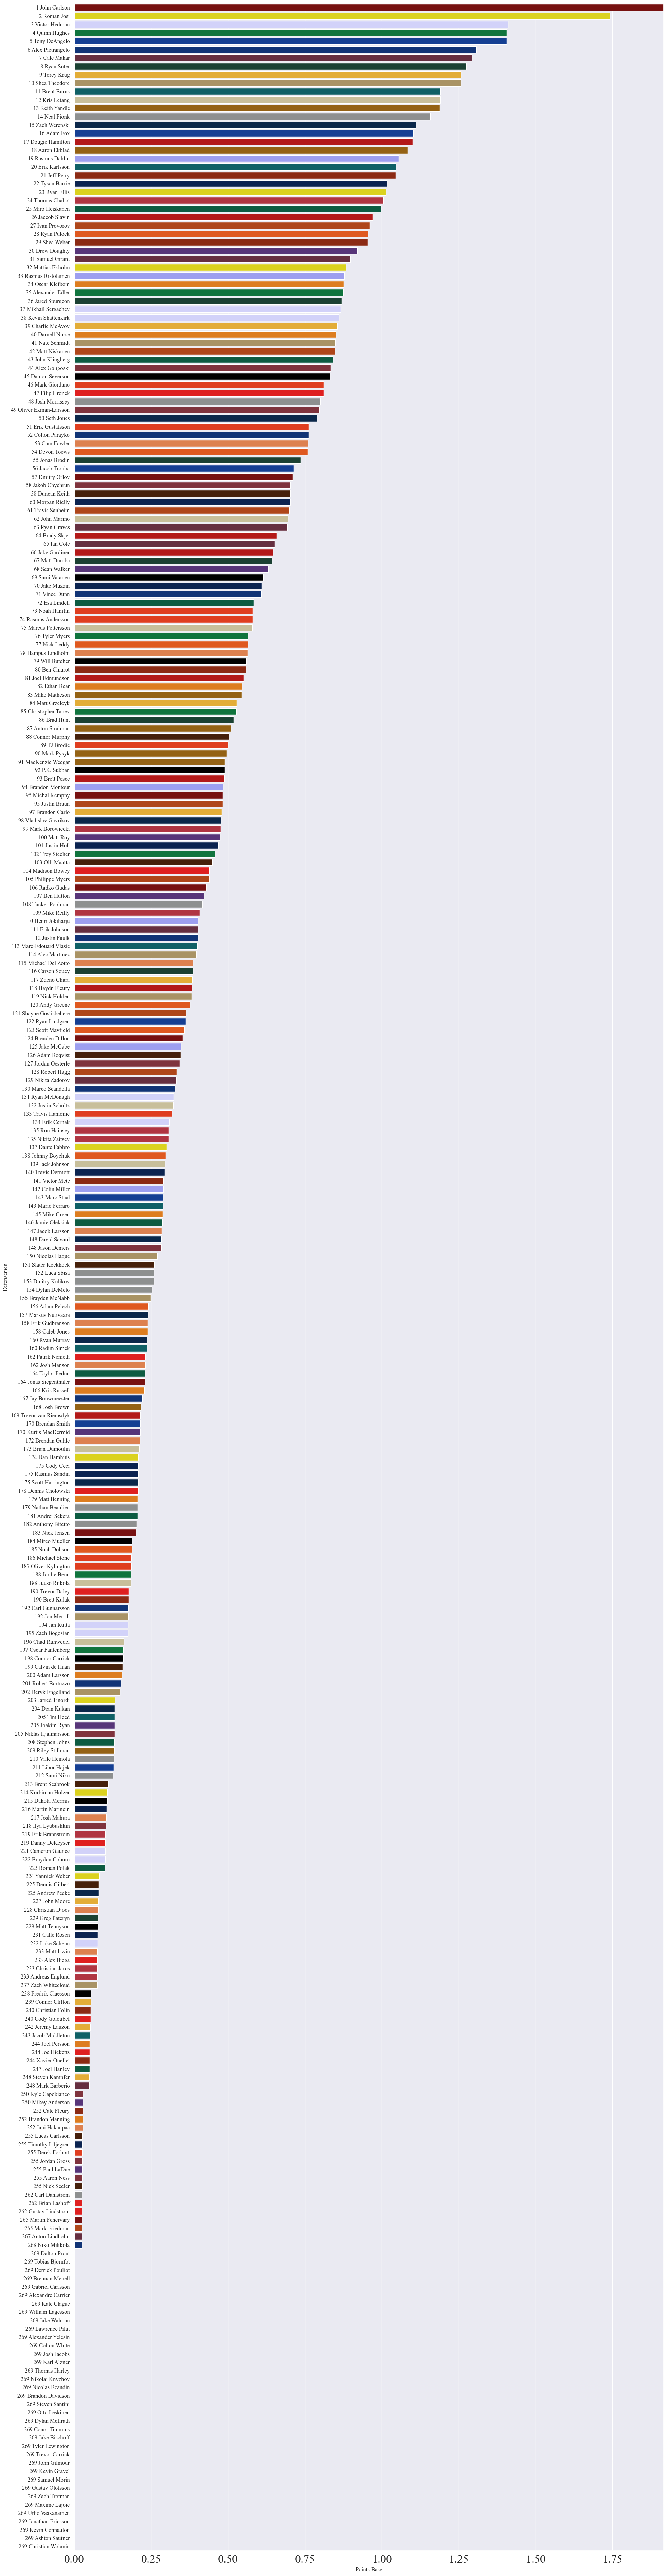 1 John Carlson
2 Roman Josi
3 Victor Hedman
4 Quinn Hughes
5 Tony DeAngelo
6 Alex Pietrangelo
7 Cale Makar
8 Ryan Suter
9 Torey Krug
10 Shea Theodore
11 Brent Burns
12 Kris Letang
13 Keith Yandle
14 Neal Pionk
15 Zach Werenski
16 Adam Fox
17 Dougie Hamilton
18 Aaron Ekblad
19 Rasmus Dahlin
20 Erik Karlsson
21 Jeff Petry
22 Tyson Barrie
23 Ryan Ellis
24 Thomas Chabot
25 Miro Heiskanen
26 Jaccob Slavin
27 Ivan Provorov
28 Ryan Pulock
29 Shea Weber
30 Drew Doughty
31 Samuel Girard
32 Mattias Ekholm
33 Rasmus Ristolainen
34 Oscar Klefbom
35 Alexander Edler
36 Jared Spurgeon
37 Mikhail Sergachev
38 Kevin Shattenkirk
39 Charlie McAvoy
40 Darnell Nurse
41 Nate Schmidt
42 Matt Niskanen
43 John Klingberg
44 Alex Goligoski
45 Damon Severson
46 Mark Giordano
47 Filip Hronek
48 Josh Morrissey
49 Oliver Ekman-Larsson
50 Seth Jones
51 Erik Gustafsson
52 Colton Parayko
53 Cam Fowler
54 Devon Toews
55 Jonas Brodin
56 Jacob Trouba
57 Dmitry Orlov
58 Jakob Chychrun
58 Duncan Keith
60 Morgan Rielly
61 Travis Sanheim
62 John Marino
63 Ryan Graves
64 Brady Skjei
65 Ian Cole
66 Jake Gardiner
67 Matt Dumba
68 Sean Walker
69 Sami Vatanen
70 Jake Muzzin
71 Vince Dunn
72 Esa Lindell
73 Noah Hanifin
74 Rasmus Andersson
75 Marcus Pettersson
76 Tyler Myers
77 Nick Leddy
78 Hampus Lindholm
79 Will Butcher
80 Ben Chiarot
81 Joel Edmundson
82 Ethan Bear
83 Mike Matheson
84 Matt Grzelcyk
85 Christopher Tanev
86 Brad Hunt
87 Anton Stralman
88 Connor Murphy
89 TJ Brodie
90 Mark Pysyk
91 MacKenzie Weegar
92 P.K. Subban
93 Brett Pesce
94 Brandon Montour
95 Michal Kempny
95 Justin Braun
97 Brandon Carlo
98 Vladislav Gavrikov
99 Mark Borowiecki
100 Matt Roy
101 Justin Holl
102 Troy Stecher
103 Olli Maatta
104 Madison Bowey
105 Philippe Myers
106 Radko Gudas
107 Ben Hutton
108 Tucker Poolman
109 Mike Reilly
110 Henri Jokiharju
111 Erik Johnson
112 Justin Faulk
113 Marc-Edouard Vlasic
114 Alec Martinez
115 Michael Del Zotto
116 Carson Soucy
117 Zdeno Chara
118 Haydn Fleury
119 Nick Holden
120 Andy Greene
121 Shayne Gostisbehere
122 Ryan Lindgren
123 Scott Mayfield
124 Brenden Dillon
125 Jake McCabe
126 Adam Boqvist
127 Jordan Oesterle
128 Robert Hagg
129 Nikita Zadorov
130 Marco Scandella
131 Ryan McDonagh
132 Justin Schultz
133 Travis Hamonic
134 Erik Cernak
135 Ron Hainsey
135 Nikita Zaitsev
137 Dante Fabbro
138 Johnny Boychuk
139 Jack Johnson
140 Travis Dermott
141 Victor Mete
142 Colin Miller
143 Marc Staal
143 Mario Ferraro
145 Mike Green
146 Jamie Oleksiak
147 Jacob Larsson
148 David Savard
148 Jason Demers
150 Nicolas Hague
151 Slater Koekkoek
152 Luca Sbisa
153 Dmitry Kulikov
154 Dylan DeMelo
155 Brayden McNabb
156 Adam Pelech
157 Markus Nutivaara
158 Erik Gudbranson
158 Caleb Jones
160 Ryan Murray
160 Radim Simek
162 Patrik Nemeth
162 Josh Manson
164 Taylor Fedun
164 Jonas Siegenthaler
166 Kris Russell
167 Jay Bouwmeester
168 Josh Brown
169 Trevor van Riemsdyk
170 Brendan Smith
170 Kurtis MacDermid
172 Brendan Guhle
173 Brian Dumoulin
174 Dan Hamhuis
175 Cody Ceci
175 Rasmus Sandin
175 Scott Harrington
178 Dennis Cholowski
179 Matt Benning
179 Nathan Beaulieu
181 Andrej Sekera
182 Anthony Bitetto
183 Nick Jensen
184 Mirco Mueller
185 Noah Dobson
186 Michael Stone
187 Oliver Kylington
188 Jordie Benn
188 Juuso Riikola
190 Trevor Daley
190 Brett Kulak
192 Carl Gunnarsson
192 Jon Merrill
194 Jan Rutta
195 Zach Bogosian
196 Chad Ruhwedel
197 Oscar Fantenberg
198 Connor Carrick
199 Calvin de Haan
200 Adam Larsson
201 Robert Bortuzzo
202 Deryk Engelland
203 Jarred Tinordi
204 Dean Kukan
205 Tim Heed
205 Joakim Ryan
205 Niklas Hjalmarsson
208 Stephen Johns
209 Riley Stillman
210 Ville Heinola
211 Libor Hajek
212 Sami Niku
213 Brent Seabrook
214 Korbinian Holzer
215 Dakota Mermis
216 Martin Marincin
217 Josh Mahura
218 Ilya Lyubushkin
219 Erik Brannstrom
219 Danny DeKeyser
221 Cameron Gaunce
222 Braydon Coburn
223 Roman Polak
224 Yannick Weber
225 Dennis Gilbert
225 Andrew Peeke
227 John Moore
228 Christian Djoos
229 Greg Pateryn
229 Matt Tennyson
231 Calle Rosen
232 Luke Schenn
233 Matt Irwin
233 Alex Biega
233 Christian Jaros
233 Andreas Englund
237 Zach Whitecloud
238 Fredrik Claesson
239 Connor Clifton
240 Christian Folin
240 Cody Goloubef
242 Jeremy Lauzon
243 Jacob Middleton
244 Joel Persson
244 Joe Hicketts
244 Xavier Ouellet
247 Joel Hanley
248 Steven Kampfer
248 Mark Barberio
250 Kyle Capobianco
250 Mikey Anderson
252 Cale Fleury
252 Brandon Manning
252 Jani Hakanpaa
255 Lucas Carlsson
255 Timothy Liljegren
255 Derek Forbort
255 Jordan Gross
255 Paul LaDue
255 Aaron Ness
255 Nick Seeler
262 Carl Dahlstrom
262 Brian Lashoff
262 Gustav Lindstrom
265 Martin Fehervary
265 Mark Friedman
267 Anton Lindholm
268 Niko Mikkola
269 Dalton Prout
269 Tobias Bjornfot
269 Derrick Pouliot
269 Brennan Menell
269 Gabriel Carlsson
269 Alexandre Carrier
269 Kale Clague
269 William Lagesson
269 Jake Walman
269 Lawrence Pilut
269 Alexander Yelesin
269 Colton White
269 Josh Jacobs
269 Karl Alzner
269 Thomas Harley
269 Nikolai Knyzhov
269 Nicolas Beaudin
269 Brandon Davidson
269 Steven Santini
269 Otto Leskinen
269 Dylan McIlrath
269 Conor Timmins
269 Jake Bischoff
269 Tyler Lewington
269 Trevor Carrick
269 John Gilmour
269 Kevin Gravel
269 Samuel Morin
269 Gustav Olofsson
269 Zach Trotman
269 Maxime Lajoie
269 Urho Vaakanainen
269 Jonathan Ericsson
269 Kevin Connauton
269 Ashton Sautner
269 Christian Wolanin
Defensemen
0.00 0.25 0.50 0.75 1.00 1.25 1.50 1.75
Points Base